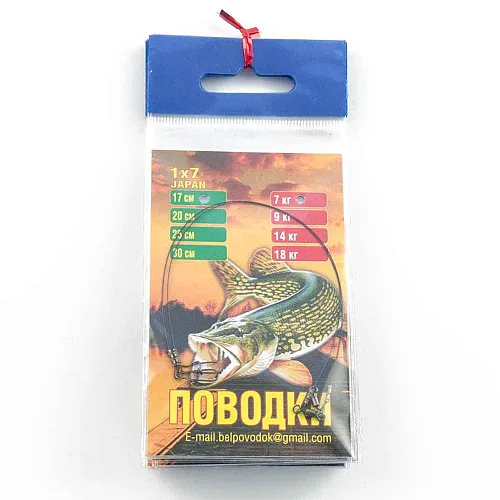 1x7
JAPAN
17 см 7 кг
20 см 9 кг
25 см 14 кг
30 см 18 кг
ПОВОДКИ
E-mail.belpovodok@gmail.com